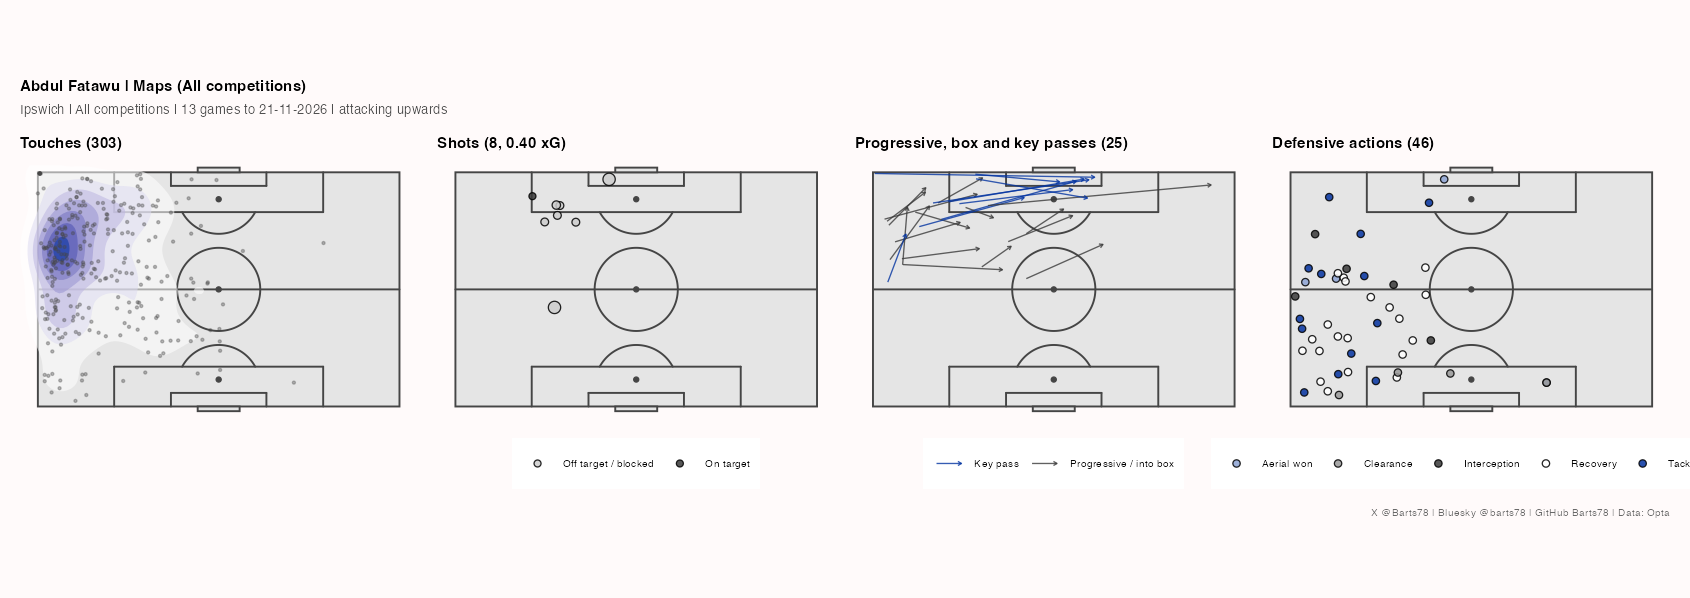 Abdul Fatawu | Maps (All competitions)
Ipswich | All competitions | 13 games to 21-11-2026 | attacking upwards
Touches (303)
Shots (8, 0.40 xG)
Progressive, box and key passes (25)
Defensive actions (46)
Off target / blocked
On target
Key pass
Progressive / into box
Aerial won
Clearance
Interception
Recovery
Tack
X @Barts78 | Bluesky @barts78 | GitHub Barts78 | Data: Opta